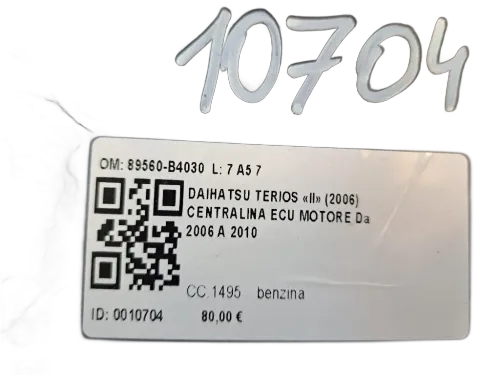 10704
OM: 89560-B4030 L: 7 A5 7
DAIHATSU TERIOS «II» (2006)
CENTRALINA ECU MOTORE Da
2006 A 2010
CC.1495 benzina
ID: 0010704 80,00 €